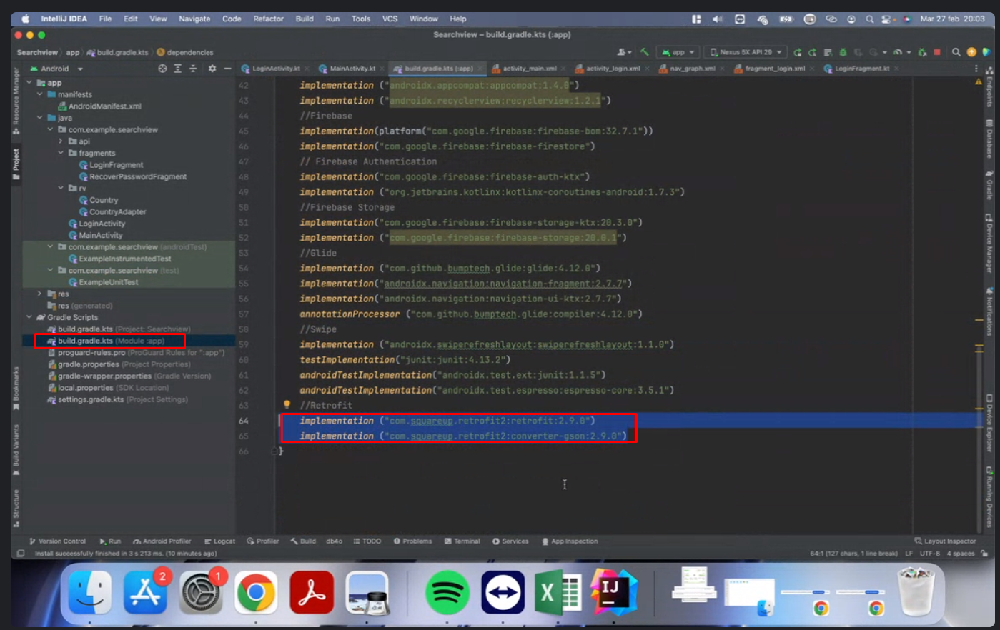 IntelliJ IDEA File Edit View Navigate Code Refactor Build Run Tools VCS Window Help Mar 27 feb 20:03
Searchview – build.gradle.kts (:app)
Searchview app build.gradle.kts dependencies app Nexus 5X API 29
Android LoginActivity.kt MainActivity.kt build.gradle.kts (:app) activity_main.xml activity_login.xml nav_graph.xml fragment_login.xml LoginFragment.kt
Resource Manager
Project
Bookmarks
Build Variants
Structure
app
manifests
AndroidManifest.xml
java
com.example.searchview
api
fragments
LoginFragment
RecoverPasswordFragment
rv
Country
CountryAdapter
LoginActivity
MainActivity
com.example.searchview (androidTest)
ExampleInstrumentedTest
com.example.searchview (test)
ExampleUnitTest
res
res (generated)
Gradle Scripts
build.gradle.kts (Project: Searchview)
build.gradle.kts (Module :app)
proguard-rules.pro (ProGuard Rules for ":app")
gradle.properties (Project Properties)
gradle-wrapper.properties (Gradle Version)
local.properties (SDK Location)
settings.gradle.kts (Project Settings)
42 implementation ("androidx.appcompat:appcompat:1.4.0")
43 implementation ("androidx.recyclerview:recyclerview:1.2.1")
44 //Firebase
45 implementation(platform("com.google.firebase:firebase-bom:32.7.1"))
46 implementation("com.google.firebase:firebase-firestore")
47 // Firebase Authentication
48 implementation("com.google.firebase:firebase-auth-ktx")
49 implementation ("org.jetbrains.kotlinx:kotlinx-coroutines-android:1.7.3")
50 //Firebase Storage
51 implementation("com.google.firebase:firebase-storage-ktx:20.3.0")
52 implementation ("com.google.firebase:firebase-storage:20.0.1")
53 //Glide
54 implementation ("com.github.bumptech.glide:glide:4.12.0")
55 implementation("androidx.navigation:navigation-fragment:2.7.7")
56 implementation("androidx.navigation:navigation-ui-ktx:2.7.7")
57 annotationProcessor ("com.github.bumptech.glide:compiler:4.12.0")
58 //Swipe
59 implementation ("androidx.swiperefreshlayout:swiperefreshlayout:1.1.0")
60 testImplementation("junit:junit:4.13.2")
61 androidTestImplementation("androidx.test.ext:junit:1.1.5")
62 androidTestImplementation("androidx.test.espresso:espresso-core:3.5.1")
63 //Retrofit
64 implementation ("com.squareup.retrofit2:retrofit:2.9.0")
65 implementation ("com.squareup.retrofit2:converter-gson:2.9.0")
66 }
Endpoints
Database
Gradle
Device Manager
Notifications
Device Explorer
Running Devices
Version Control Run Android Profiler Logcat Profiler Build db4o TODO Problems Terminal Services App Inspection Layout Inspector
Install successfully finished in 3 s 213 ms. (10 minutes ago) 64:1 (127 chars, 1 line break) LF UTF-8 4 spaces
2
1
X
IJ